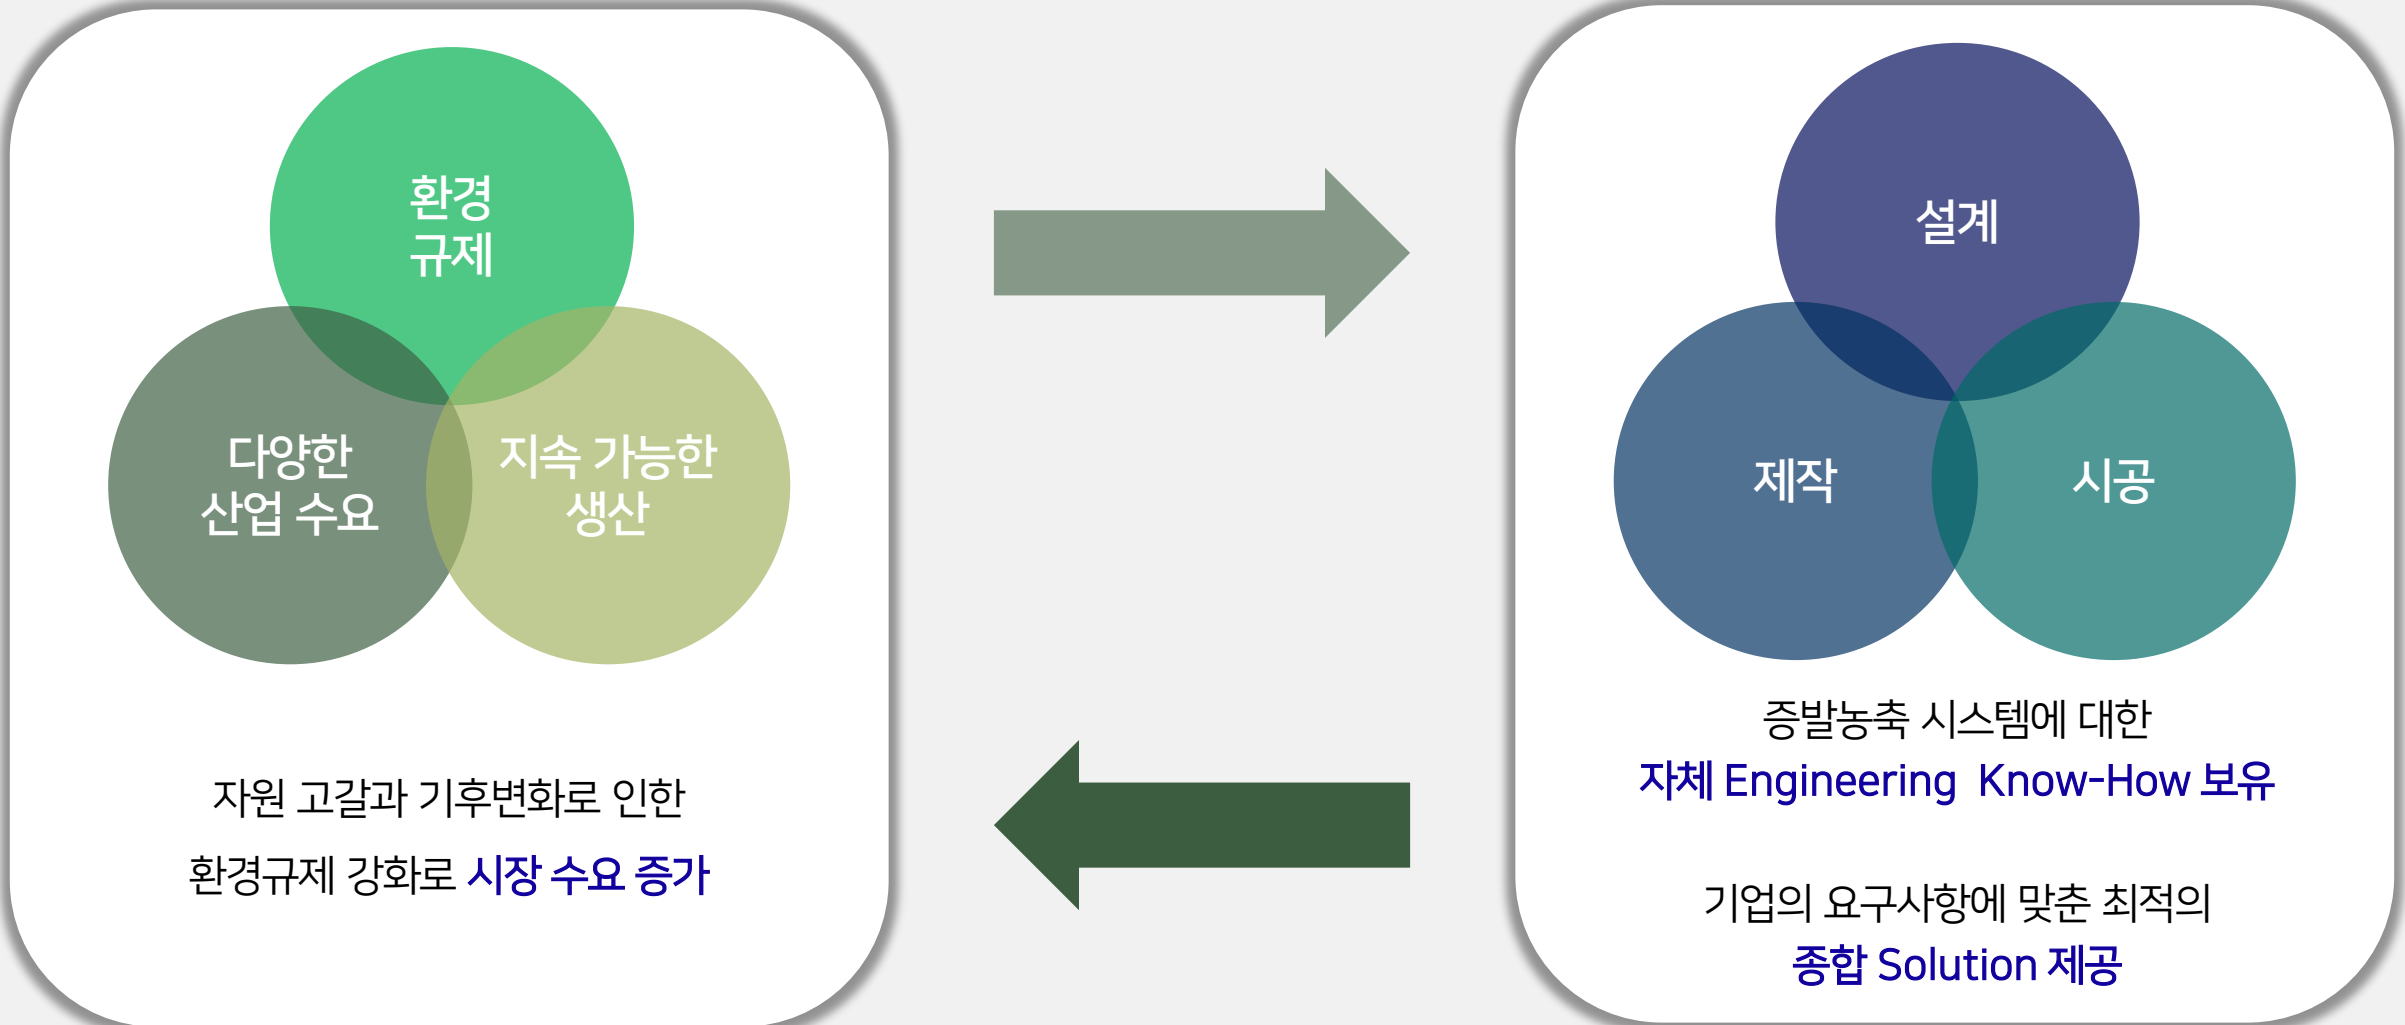 환경
규제
다양한
산업 수요
지속 가능한
생산
자원 고갈과 기후변화로 인한
환경규제 강화로 시장 수요 증가
설계
제작
시공
증발농축 시스템에 대한
자체 Engineering Know-How 보유
기업의 요구사항에 맞춘 최적의
종합 Solution 제공